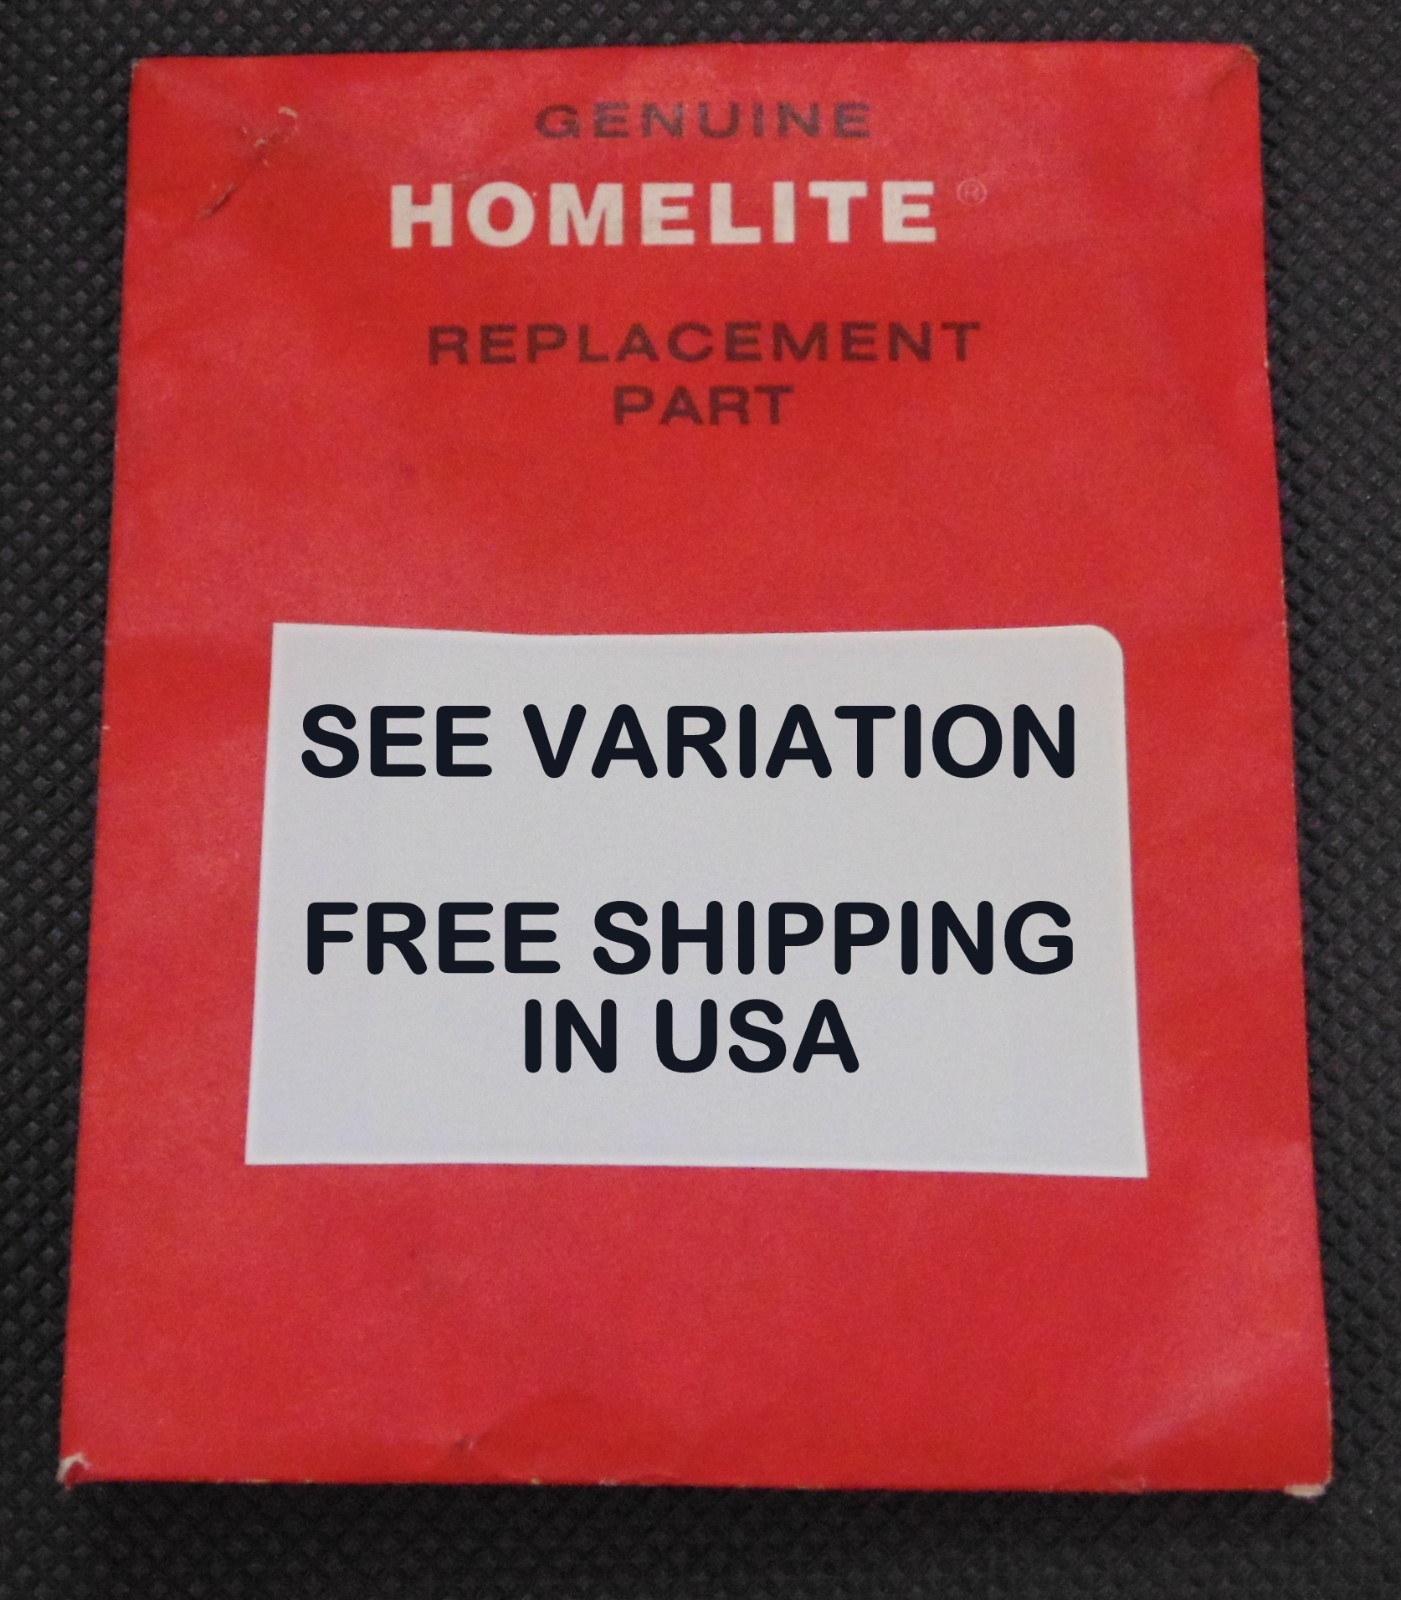 GENUINE
HOMELITE®
REPLACEMENT
PART
SEE VARIATION
FREE SHIPPING
IN USA